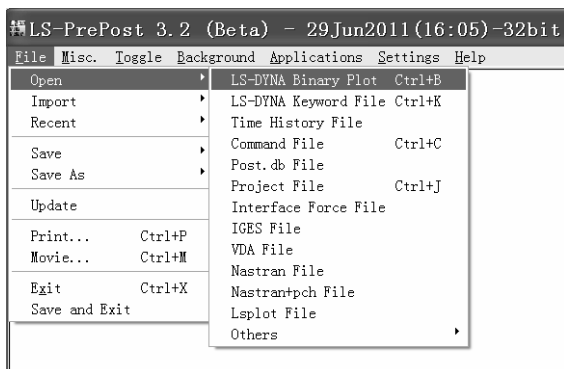 LS-PrePost 3.2 (Beta) - 29Jun2011(16:05)-32bit
File Misc. Toggle Background Applications Settings Help
Open
Import
Recent
Save
Save As
Update
Print... Ctrl+P
Movie... Ctrl+M
Exit Ctrl+X
Save and Exit
LS-DYNA Binary Plot Ctrl+B
LS-DYNA Keyword File Ctrl+K
Time History File
Command File Ctrl+C
Post.db File
Project File Ctrl+J
Interface Force File
IGES File
VDA File
Nastran File
Nastran+pch File
Lsplot File
Others